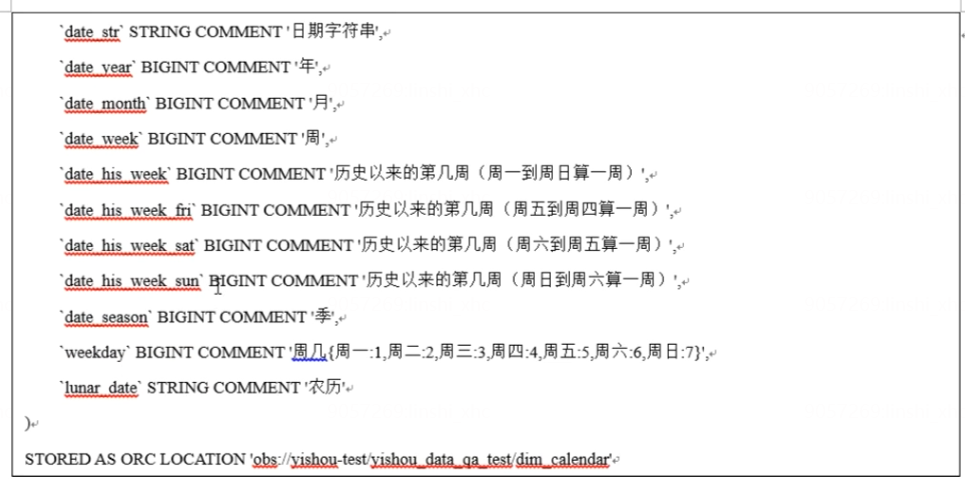 `date_str` STRING COMMENT '日期字符串',
`date_year` BIGINT COMMENT '年',
`date_month` BIGINT COMMENT '月',
`date_week` BIGINT COMMENT '周',
`date_his_week` BIGINT COMMENT '历史以来的第几周（周一到周日算一周）',
`date_his_week_fri` BIGINT COMMENT '历史以来的第几周（周五到周四算一周）',
`date_his_week_sat` BIGINT COMMENT '历史以来的第几周（周六到周五算一周）',
`date_his_week_sun` BIGINT COMMENT '历史以来的第几周（周日到周六算一周）',
`date_season` BIGINT COMMENT '季',
`weekday` BIGINT COMMENT '周几{周一:1,周二:2,周三:3,周四:4,周五:5,周六:6,周日:7}',
`lunar_date` STRING COMMENT '农历'
)
STORED AS ORC LOCATION 'obs://yishou-test/yishou_data_qa_test/dim_calendar'